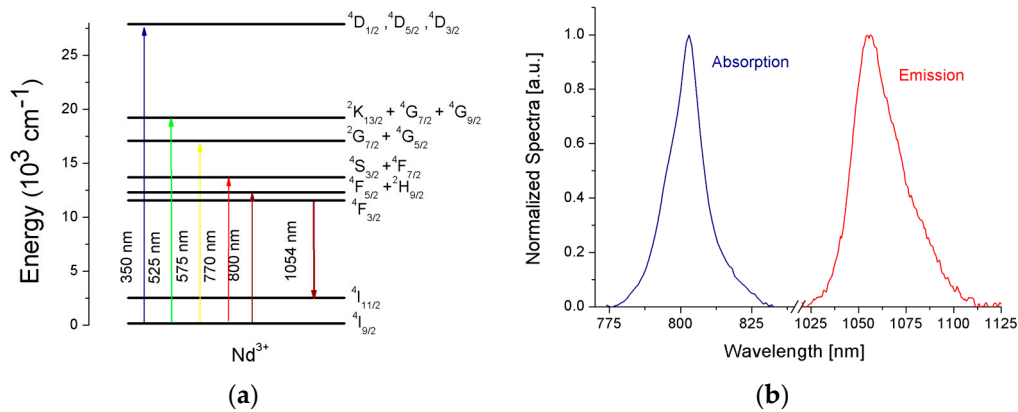 (a)
Energy (10³ cm⁻¹)
25
20
15
10
5
0
⁴D₁/₂ ,⁴D₅/₂ ,⁴D₃/₂
²K₁₃/₂ + ⁴G₇/₂ + ⁴G₉/₂
²G₇/₂ + ⁴G₅/₂
⁴S₃/₂ + ⁴F₇/₂
⁴F₅/₂ + ²H₉/₂
⁴F₃/₂
⁴I₁₁/₂
⁴I₉/₂
350 nm
525 nm
575 nm
770 nm
800 nm
1054 nm
Nd³⁺
(a)
b)
Normalized Spectra [a.u.]
1.0
0.8
0.6
0.4
0.2
0.0
Absorption
Emission
775 800 825 1025 1050 1075 1100 1125
Wavelength [nm]
(b)